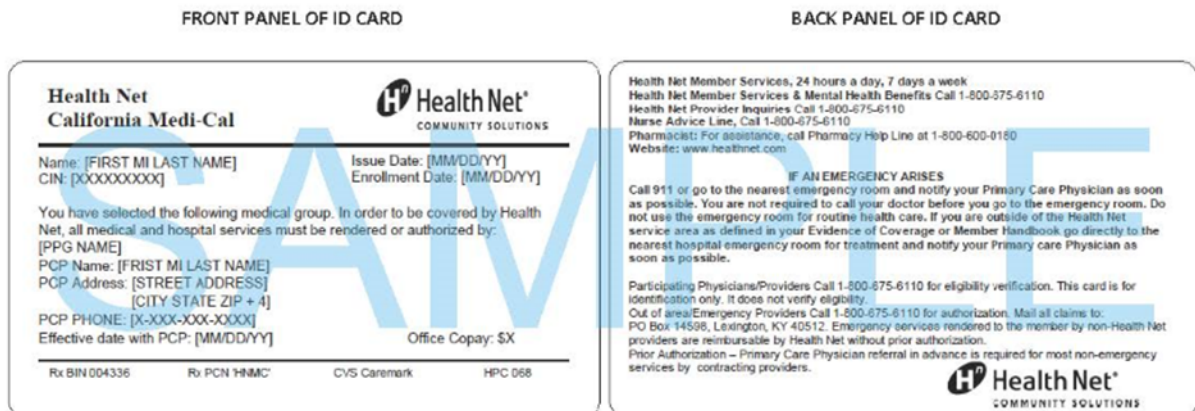 FRONT PANEL OF ID CARD
Health Net
California Medi-Cal
Health Net®
COMMUNITY SOLUTIONS
Name: [FIRST MI LAST NAME]
CIN: [XXXXXXXXX]
Issue Date: [MM/DD/YY]
Enrollment Date: [MM/DD/YY]
You have selected the following medical group. In order to be covered by Health
Net, all medical and hospital services must be rendered or authorized by:
[PPG NAME]
PCP Name: [FRIST MI LAST NAME]
PCP Address: [STREET ADDRESS]
[CITY STATE ZIP + 4]
PCP PHONE: [X-XXX-XXX-XXXX]
Effective date with PCP: [MM/DD/YY]
Office Copay: $X
Rx BIN 004336 Rx PCN 'HNMC' CVS Caremark HPC 068
BACK PANEL OF ID CARD
Health Net Member Services, 24 hours a day, 7 days a week
Health Net Member Services & Mental Health Benefits Call 1-800-675-6110
Health Net Provider Inquiries Call 1-800-675-6110
Nurse Advice Line, Call 1-800-675-6110
Pharmacist: For assistance, call Pharmacy Help Line at 1-800-600-0180
Website: www.healthnet.com
IF AN EMERGENCY ARISES
Call 911 or go to the nearest emergency room and notify your Primary Care Physician as soon
as possible. You are not required to call your doctor before you go to the emergency room. Do
not use the emergency room for routine health care. If you are outside of the Health Net
service area as defined in your Evidence of Coverage or Member Handbook go directly to the
nearest hospital emergency room for treatment and notify your Primary care Physician as
soon as possible.
Participating Physicians/Providers Call 1-800-675-6110 for eligibility verification. This card is for
identification only. It does not verify eligibility.
Out of area/Emergency Providers Call 1-800-675-6110 for authorization. Mail all claims to:
PO Box 14598, Lexington, KY 40512. Emergency services rendered to the member by non-Health Net
providers are reimbursable by Health Net without prior authorization.
Prior Authorization – Primary Care Physician referral in advance is required for most non-emergency
services by contracting providers.
Health Net®
COMMUNITY SOLUTIONS
SAMPLE